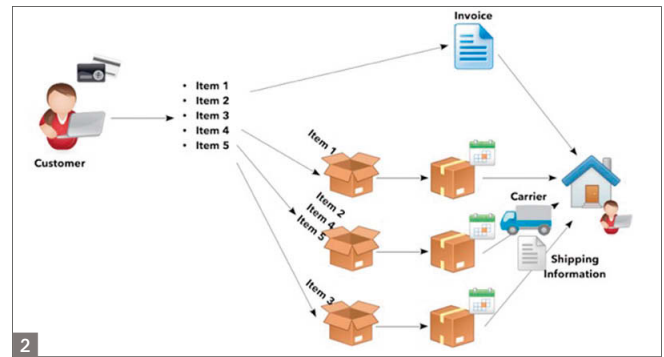 Invoice
• Item 1
• Item 2
• Item 3
• Item 4
• Item 5
Customer
Item 1
Item 2
Item 4
Item 5
Carrier
Shipping
Information
Item 3
2